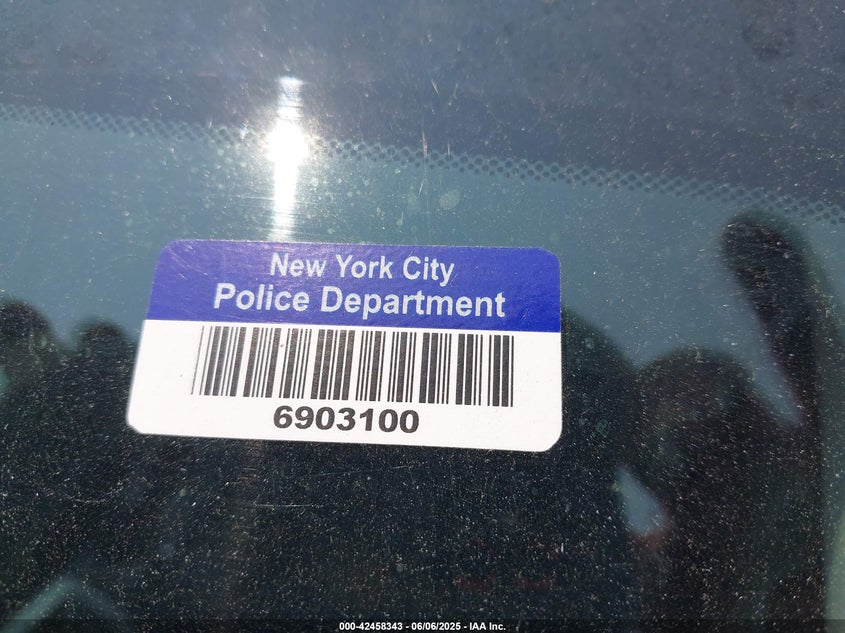 New York City
Police Department
6903100
000-42458343 - 06/06/2025 - IAA Inc.